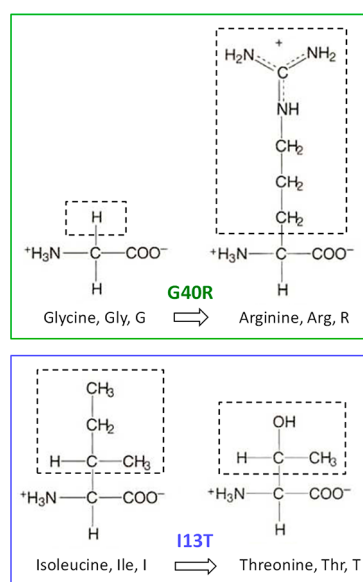 +
H₂N NH₂
C
NH
CH₂
CH₂
H CH₂
⁺H₃N—C—COO⁻ ⁺H₃N—C—COO⁻
H H
G40R
Glycine, Gly, G Arginine, Arg, R
CH₃
CH₂ OH
H—C—CH₃ H—C—CH₃
⁺H₃N—C—COO⁻ ⁺H₃N—C—COO⁻
H H
I13T
Isoleucine, Ile, I Threonine, Thr, T